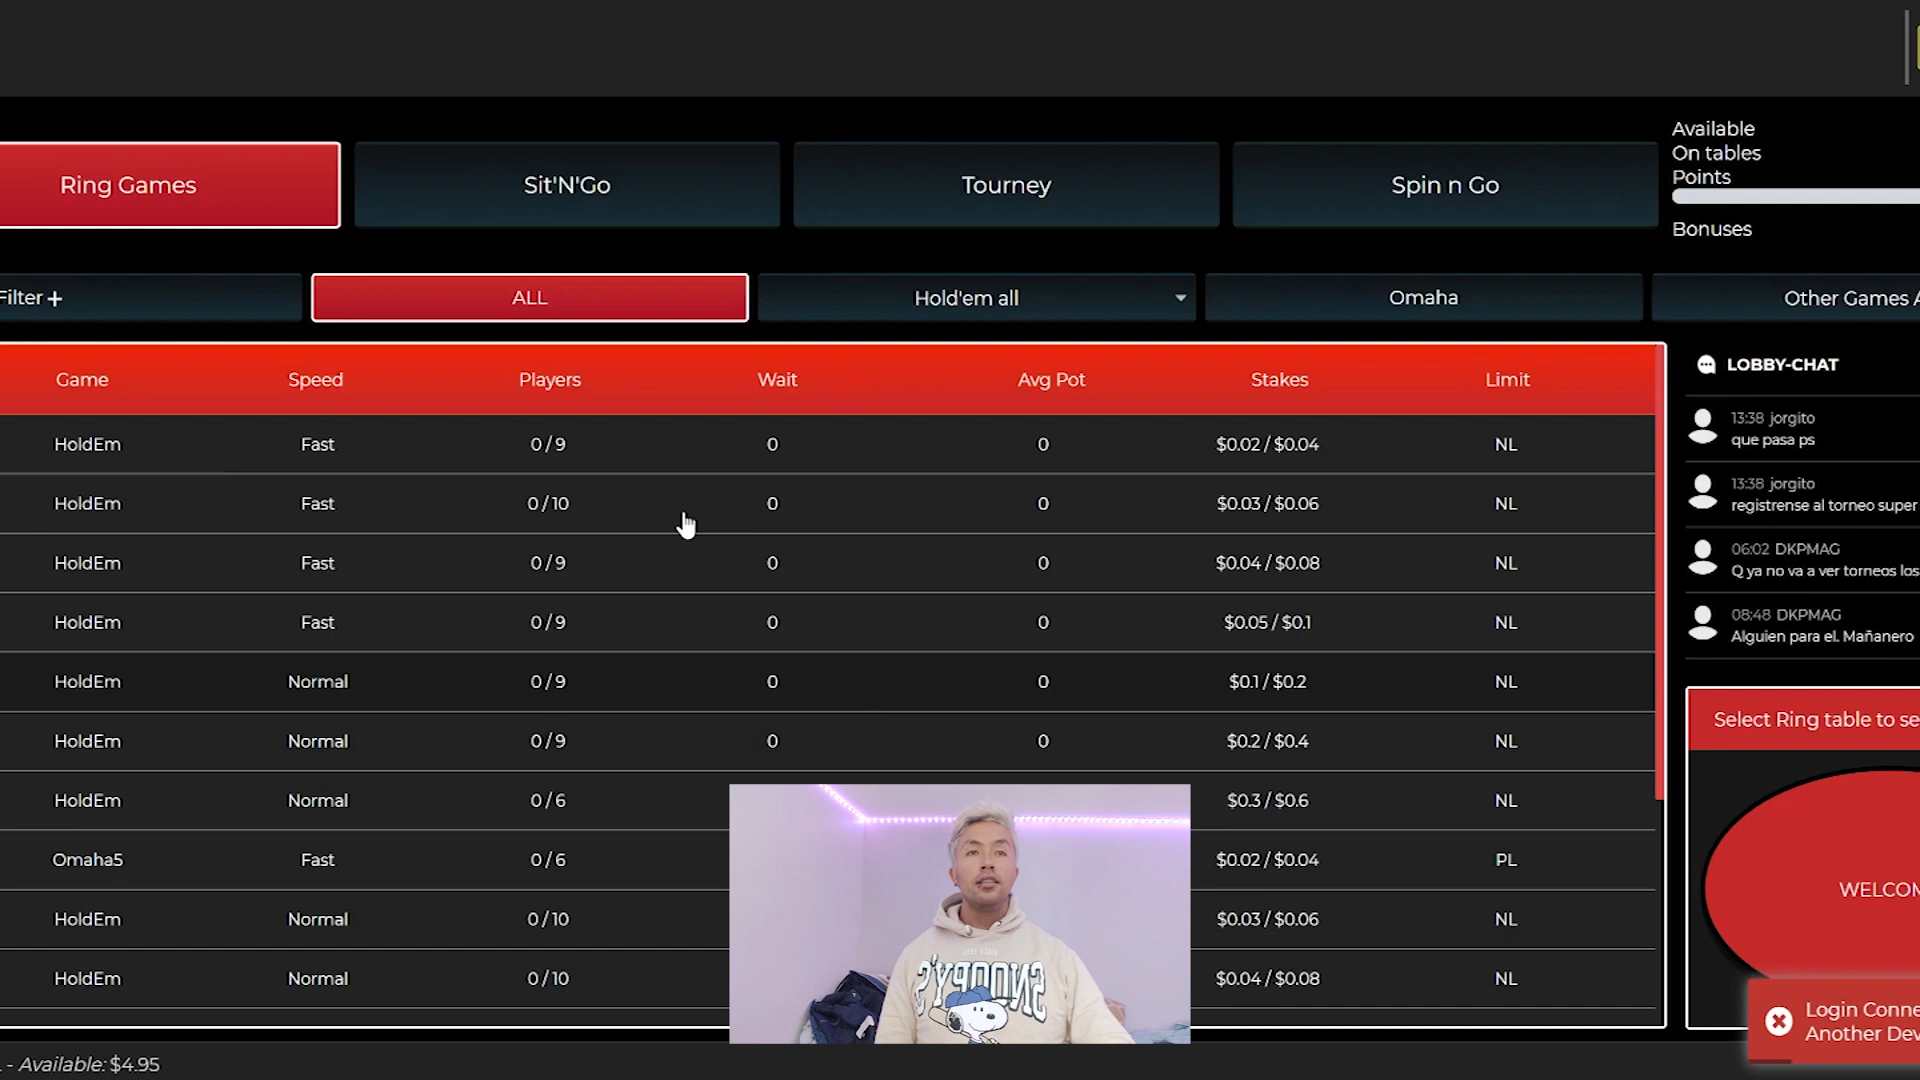 Available
On tables
Points
Bonuses
Ring Games Sit'N'Go Tourney Spin n Go
Filter + ALL Hold'em all Omaha Other Games
Game Speed Players Wait Avg Pot Stakes Limit
HoldEm Fast 0/9 0 0 $0.02/$0.04 NL
HoldEm Fast 0/10 0 0 $0.03/$0.06 NL
HoldEm Fast 0/9 0 0 $0.04/$0.08 NL
HoldEm Fast 0/9 0 0 $0.05/$0.1 NL
HoldEm Normal 0/9 0 0 $0.1/$0.2 NL
HoldEm Normal 0/9 0 0 $0.2/$0.4 NL
HoldEm Normal 0/6 $0.3/$0.6 NL
Omaha5 Fast 0/6 $0.02/$0.04 PL
HoldEm Normal 0/10 $0.03/$0.06 NL
HoldEm Normal 0/10 $0.04/$0.08 NL
LOBBY-CHAT
13:38 jorgito
que pasa ps
13:38 jorgito
registrense al torneo super
06:02 DKPMAG
Q ya no va a ver torneos los
08:48 DKPMAG
Alguien para el. Mañanero
Select Ring table to se
WELCOM
Login Conne
Another Dev
SNOOPY'S
- Available: $4.95